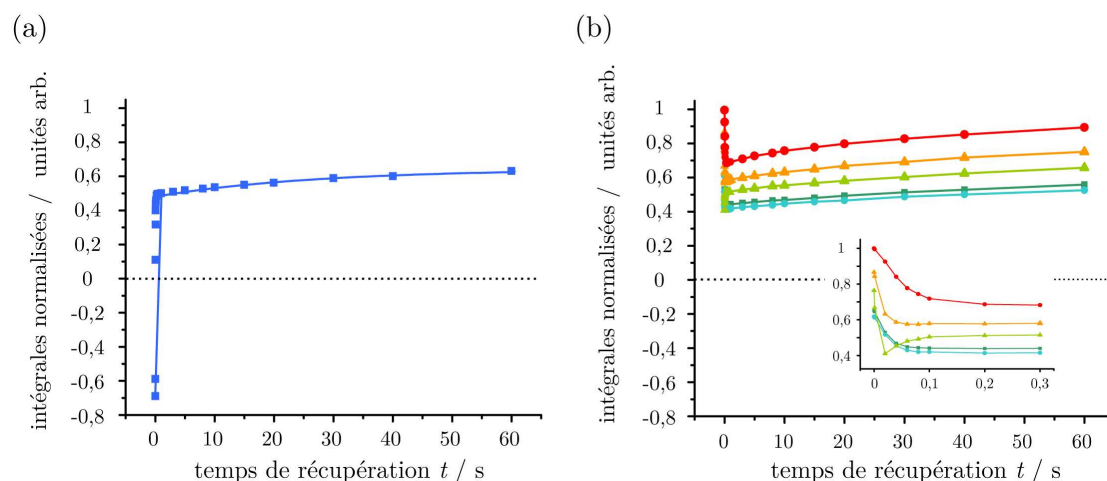 (a)
intégrales normalisées / unités arb.
1
0,8
0,6
0,4
0,2
0
-0,2
-0,4
-0,6
-0,8
0 10 20 30 40 50 60
temps de récupération t / s
(b)
intégrales normalisées / unités arb.
1
0,8
0,6
0,4
0,2
0
-0,2
-0,4
-0,6
-0,8
0 10 20 30 40 50 60
temps de récupération t / s
1
0,8
0,6
0,4
0 0,1 0,2 0,3